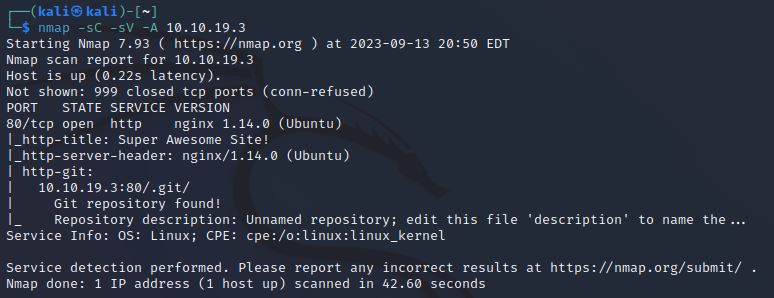 ┌──(kali㉿kali)-[~]
└─$ nmap -sC -sV -A 10.10.19.3
Starting Nmap 7.93 ( https://nmap.org ) at 2023-09-13 20:50 EDT
Nmap scan report for 10.10.19.3
Host is up (0.22s latency).
Not shown: 999 closed tcp ports (conn-refused)
PORT   STATE SERVICE VERSION
80/tcp open  http    nginx 1.14.0 (Ubuntu)
|_http-title: Super Awesome Site!
|_http-server-header: nginx/1.14.0 (Ubuntu)
| http-git:
|   10.10.19.3:80/.git/
|     Git repository found!
|_    Repository description: Unnamed repository; edit this file 'description' to name the...
Service Info: OS: Linux; CPE: cpe:/o:linux:linux_kernel

Service detection performed. Please report any incorrect results at https://nmap.org/submit/ .
Nmap done: 1 IP address (1 host up) scanned in 42.60 seconds